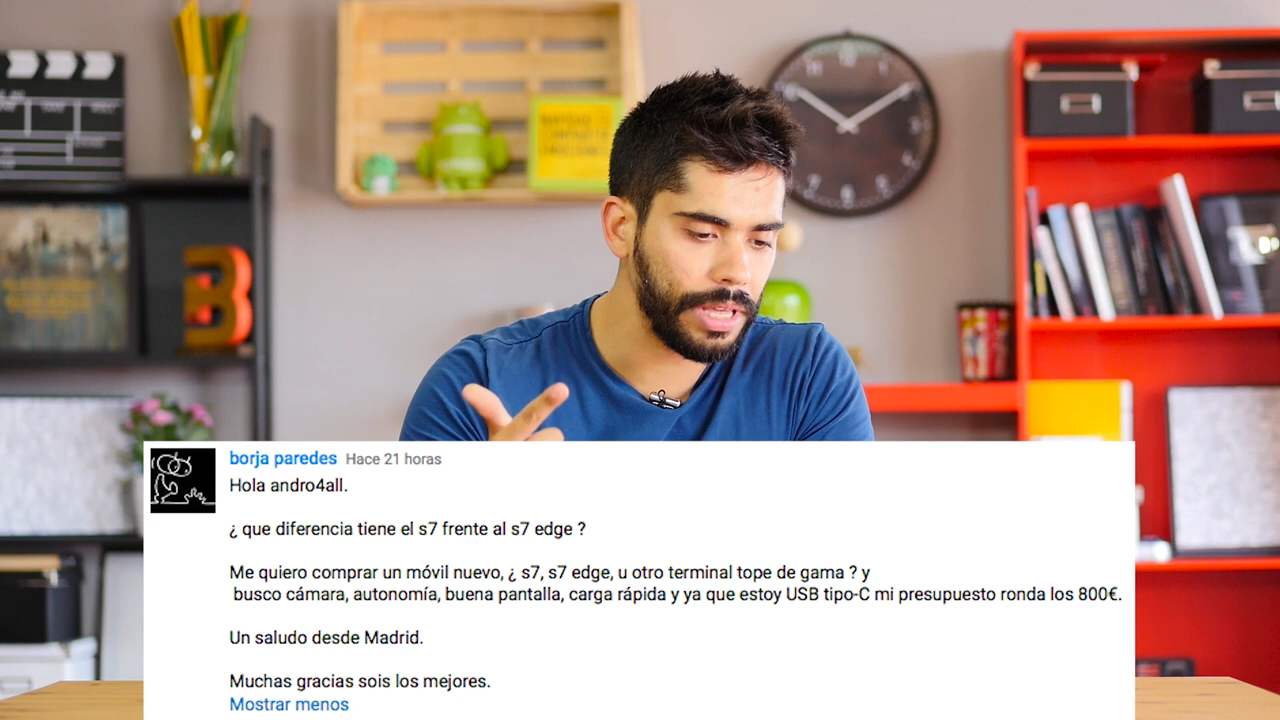 B
borja paredes Hace 21 horas
Hola andro4all.
¿ que diferencia tiene el s7 frente al s7 edge ?
Me quiero comprar un móvil nuevo, ¿ s7, s7 edge, u otro terminal tope de gama ? y
busco cámara, autonomía, buena pantalla, carga rápida y ya que estoy USB tipo-C mi presupuesto ronda los 800€.
Un saludo desde Madrid.
Muchas gracias sois los mejores.
Mostrar menos